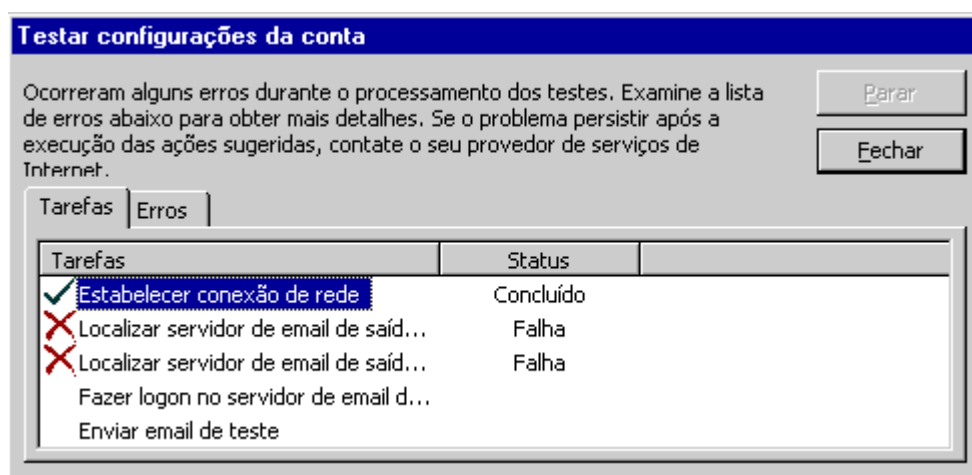 Testar configurações da conta
Ocorreram alguns erros durante o processamento dos testes. Examine a lista
de erros abaixo para obter mais detalhes. Se o problema persistir após a
execução das ações sugeridas, contate o seu provedor de serviços de
Internet.
Parar
Fechar
Tarefas Erros
Tarefas Status
Estabelecer conexão de rede Concluído
Localizar servidor de email de saíd... Falha
Localizar servidor de email de saíd... Falha
Fazer logon no servidor de email d...
Enviar email de teste